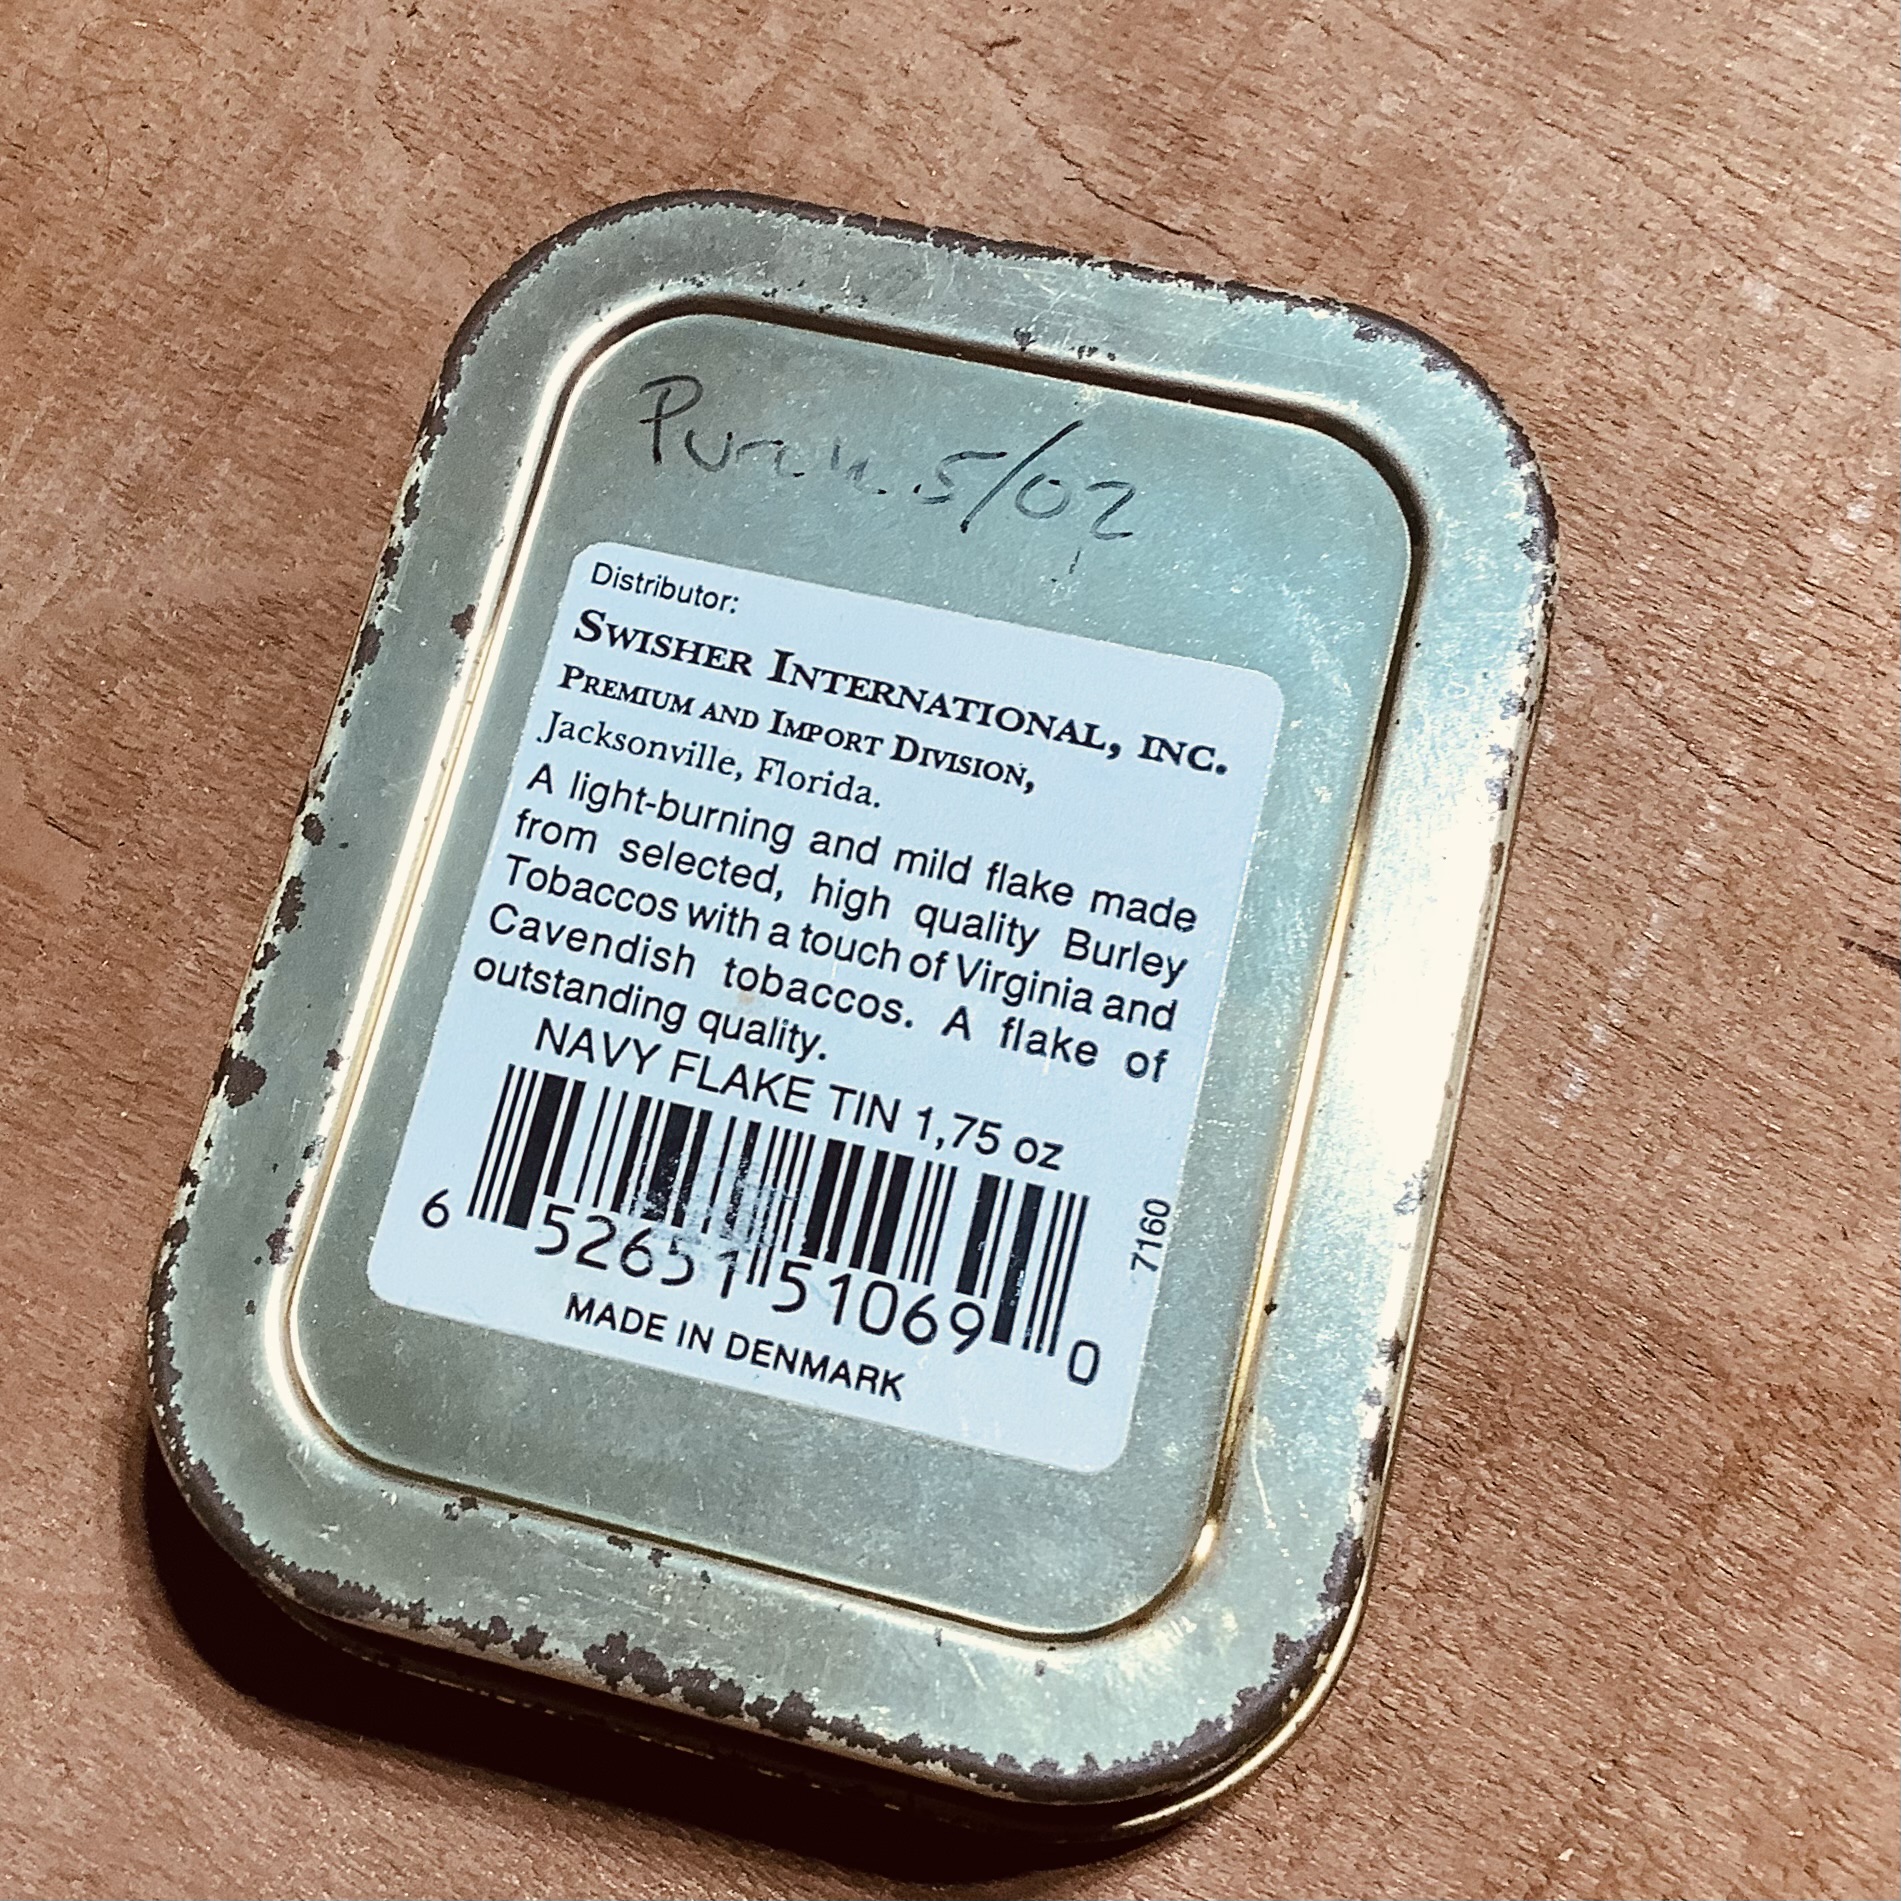 5/02
Distributor:
SWISHER INTERNATIONAL, INC.
PREMIUM AND IMPORT DIVISION,
Jacksonville, Florida.
A light-burning and mild flake made
from selected, high quality Burley
Tobaccos with a touch of Virginia and
Cavendish tobaccos. A flake of
outstanding quality.
NAVY FLAKE TIN 1,75 oz
6 52651 51069 0
7160
MADE IN DENMARK